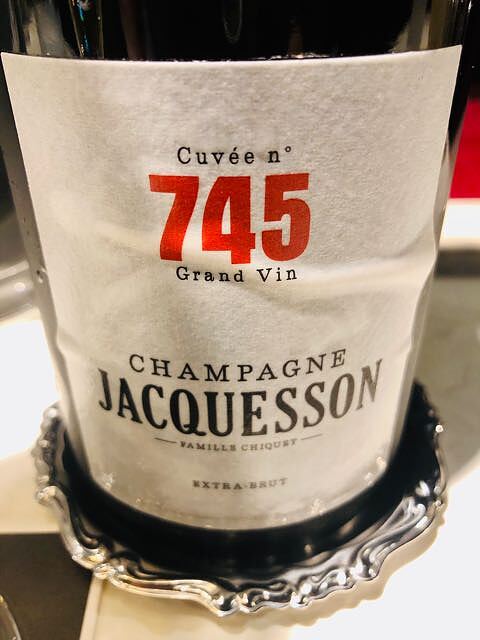 Cuvée n°
745
Grand Vin
CHAMPAGNE
JACQUESSON
FAMILLE CHIQUET
EXTRA-BRUT